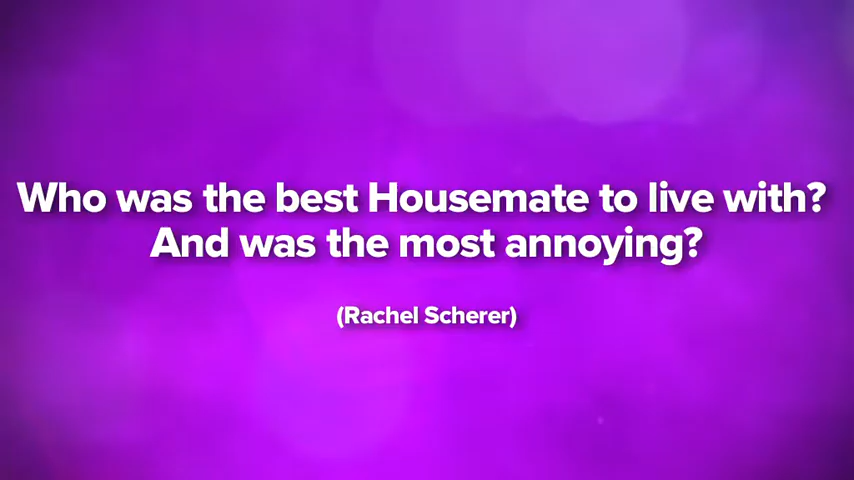 Who was the best Housemate to live with?
And was the most annoying?
(Rachel Scherer)